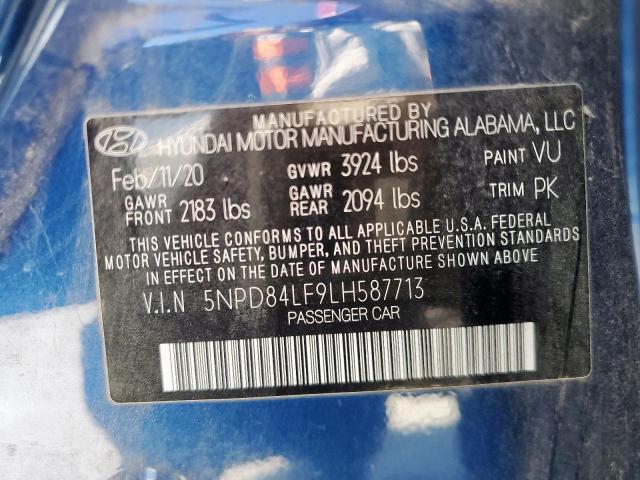 MANUFACTURED BY
HYUNDAI MOTOR MANUFACTURING ALABAMA, LLC
Feb/11/20 GVWR 3924 lbs PAINT VU
GAWR FRONT 2183 lbs GAWR REAR 2094 lbs TRIM PK
THIS VEHICLE CONFORMS TO ALL APPLICABLE U.S.A. FEDERAL
MOTOR VEHICLE SAFETY, BUMPER, AND THEFT PREVENTION STANDARDS
IN EFFECT ON THE DATE OF MANUFACTURE SHOWN ABOVE
V.I.N 5NPD84LF9LH587713
PASSENGER CAR